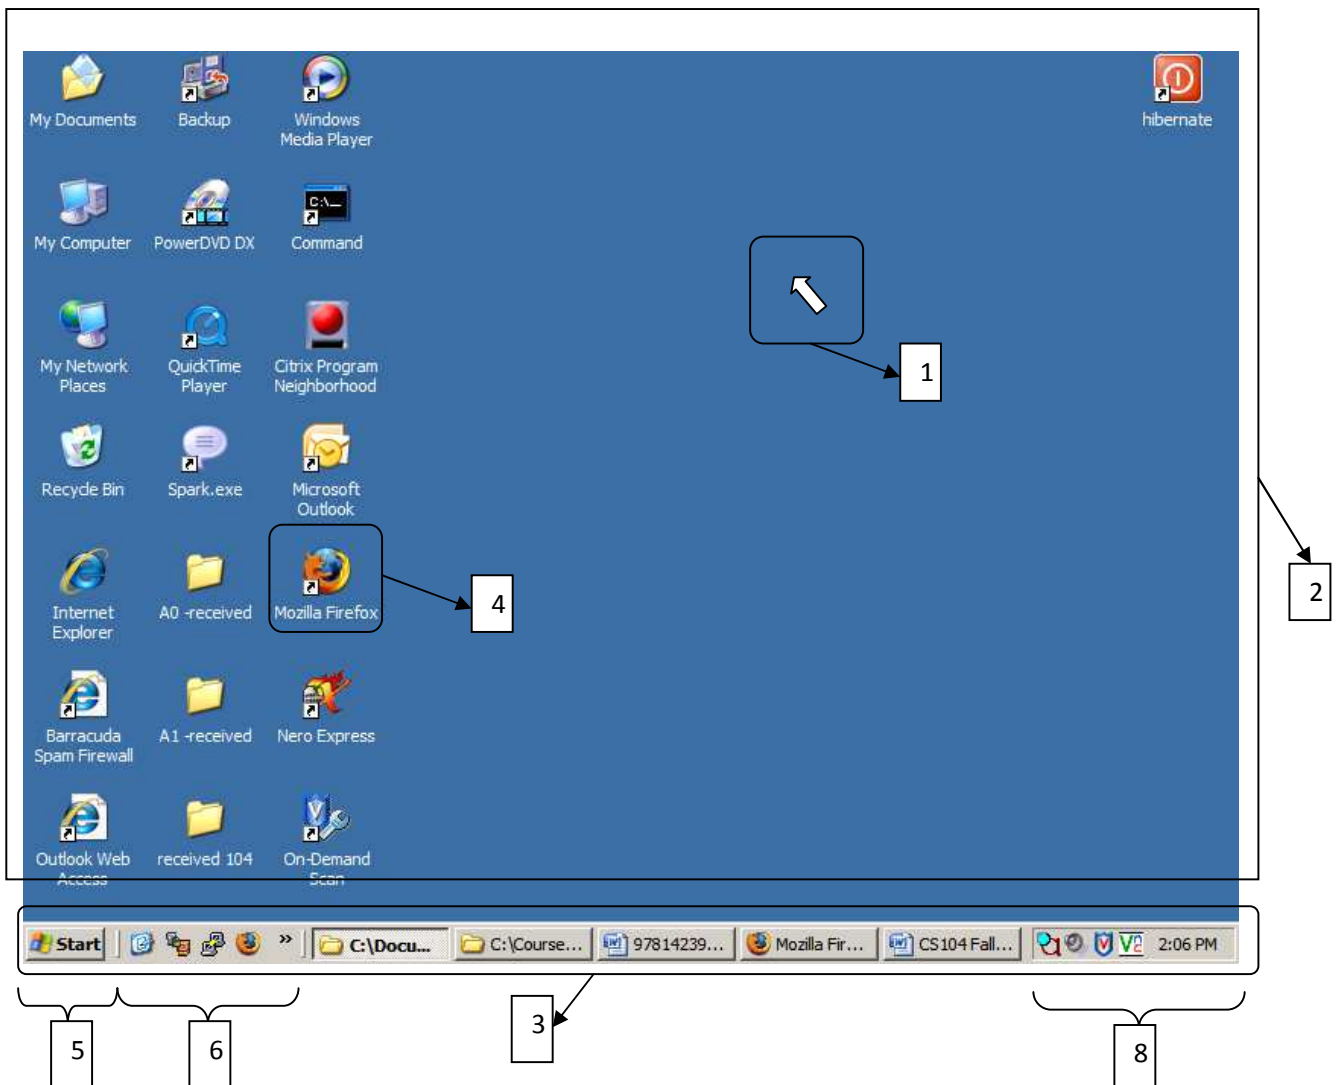 My Documents
Backup
Windows
Media Player
hibernate
My Computer
PowerDVD DX
C:\_
Command
1
My Network
Places
QuickTime
Player
Citrix Program
Neighborhood
Recycle Bin
Spark.exe
Microsoft
Outlook
2
Internet
Explorer
A0 -received
Mozilla Firefox
4
Barracuda
Spam Firewall
A1 -received
Nero Express
Outlook Web
Access
received 104
On-Demand
Scan
Start
»
C:\Docu...
C:\Course...
97814239...
Mozilla Fir...
CS104 Fall...
2:06 PM
5
6
3
8